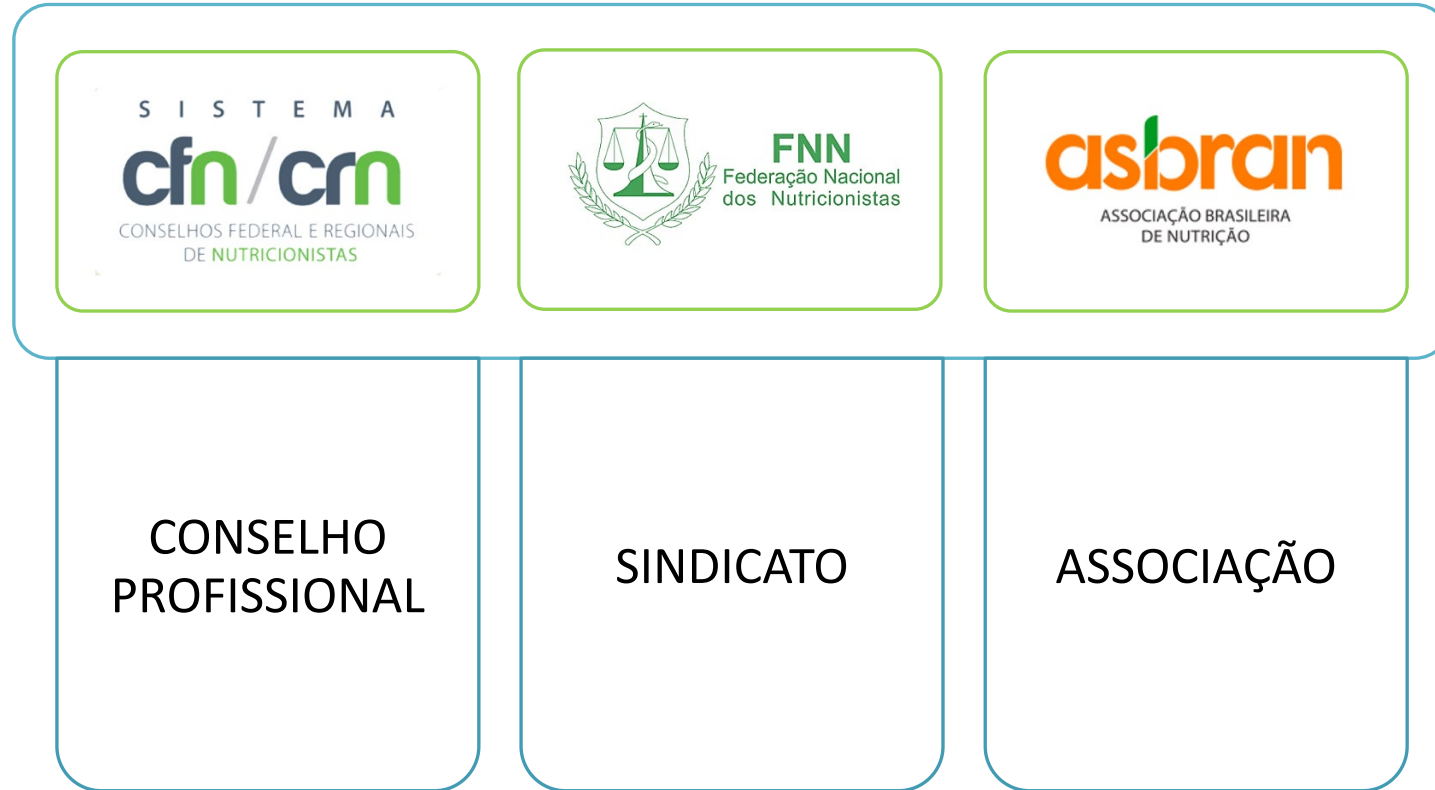 SISTEMA
cfn/crn
CONSELHOS FEDERAL E REGIONAIS
DE NUTRICIONISTAS
FNN
Federação Nacional
dos Nutricionistas
asbran
ASSOCIAÇÃO BRASILEIRA
DE NUTRIÇÃO
CONSELHO
PROFISSIONAL
SINDICATO
ASSOCIAÇÃO